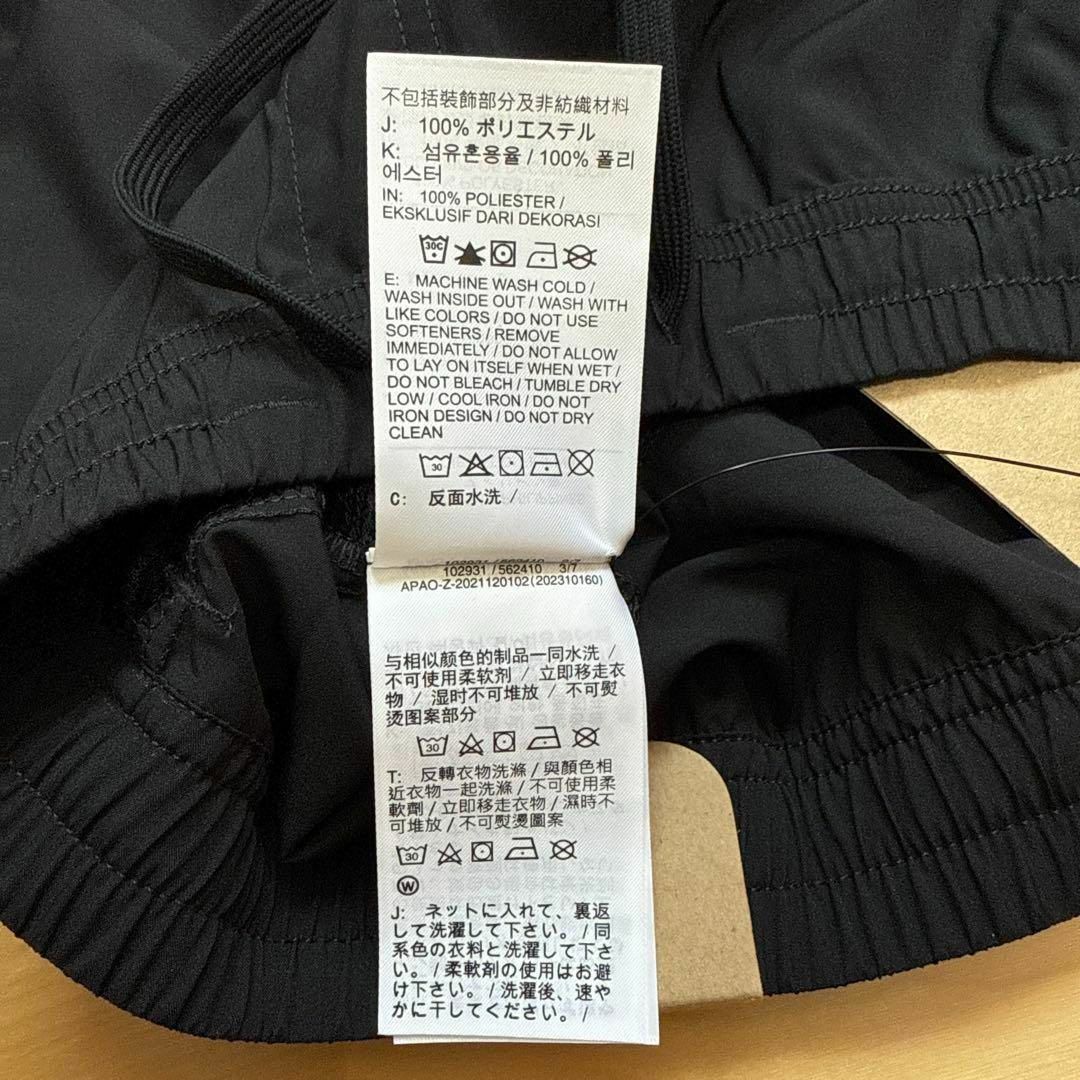 不包括裝飾部分及非紡織材料
J: 100% ポリエステル
K: 섬유혼용율 / 100% 폴리
에스터
IN: 100% POLIESTER /
EKSKLUSIF DARI DEKORASI
30C
E: MACHINE WASH COLD /
WASH INSIDE OUT / WASH WITH
LIKE COLORS / DO NOT USE
SOFTENERS / REMOVE
IMMEDIATELY / DO NOT ALLOW
TO LAY ON ITSELF WHEN WET /
DO NOT BLEACH / TUMBLE DRY
LOW / COOL IRON / DO NOT
IRON DESIGN / DO NOT DRY
CLEAN
30
C: 反面水洗 /
102931 / 562410 3/7
APAO-Z-2021120102(202310160)
与相似颜色的制品一同水洗 /
不可使用柔软剂 / 立即移走衣
物 / 湿时不可堆放 / 不可熨
烫图案部分
30
T: 反轉衣物洗滌 / 與顏色相
近衣物一起洗滌 / 不可使用柔
軟劑 / 立即移走衣物 / 濕時不
可堆放 / 不可熨燙圖案
30
W
J: ネットに入れて、裏返
して洗濯して下さい。 / 同
系色の衣料と洗濯して下さ
い。 / 柔軟剤の使用はお避
け下さい。 / 洗濯後、速や
かに干してください。 /